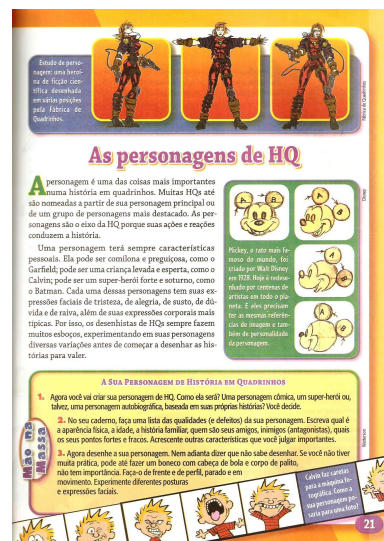 Estudo de perso-
nagem: uma heroí-
na de ficção cien-
tífica desenhada
em várias posições
pela Fábrica de
Quadrinhos.
Fábrica de Quadrinhos
As personagens de HQ
A personagem é uma das coisas mais importantes
numa história em quadrinhos. Muitas HQs até
são nomeadas a partir de sua personagem principal ou
de um grupo de personagens mais destacado. As per-
sonagens são o eixo da HQ porque suas ações e reações
conduzem a história.
Uma personagem terá sempre características
pessoais. Ela pode ser comilona e preguiçosa, como o
Garfield; pode ser uma criança levada e esperta, como o
Calvin; pode ser um super-herói forte e soturno, como
o Batman. Cada uma dessas personagens tem suas ex-
pressões faciais de tristeza, de alegria, de susto, de dú-
vida e de raiva, além de suas expressões corporais mais
típicas. Por isso, os desenhistas de HQs sempre fazem
muitos esboços, experimentando em suas personagens
diversas variações antes de começar a desenhar as his-
tórias para valer.
A
B
A
B
A
B
Disney
Mickey, o rato mais fa-
moso do mundo, foi
criado por Walt Disney
em 1928. Hoje é redese-
nhado por centenas de
artistas em todo o pla-
neta. E eles precisam
ter as mesmas referên-
cias de imagem e tam-
bém de personalidade
da personagem.
A SUA PERSONAGEM DE HISTÓRIA EM QUADRINHOS
Mão na
Massa
1. Agora você vai criar sua personagem de HQ. Como ela será? Uma personagem cômica, um super-herói ou,
talvez, uma personagem autobiográfica, baseada em suas próprias histórias? Você decide.
2. No seu caderno, faça uma lista das qualidades (e defeitos) da sua personagem. Escreva qual é
a aparência física, a idade, a história familiar, quem são seus amigos, inimigos (antagonistas), quais
os seus pontos fortes e fracos. Acrescente outras características que você julgar importantes.
3. Agora desenhe a sua personagem. Nem adianta dizer que não sabe desenhar. Se você não tiver
muita prática, pode até fazer um boneco com cabeça de bola e corpo de palito,
não tem importância. Faça-o de frente e de perfil, parado e em
movimento. Experimente diferentes posturas
e expressões faciais.
Calvin faz caretas
para a máquina fo-
tográfica. Como a
sua personagem po-
saria para uma foto?
21